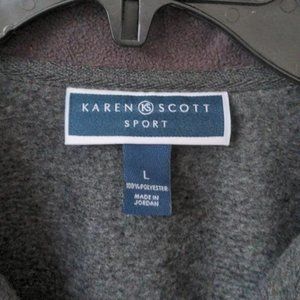 KAREN KS SCOTT
SPORT
L
100% POLYESTER
MADE IN
JORDAN